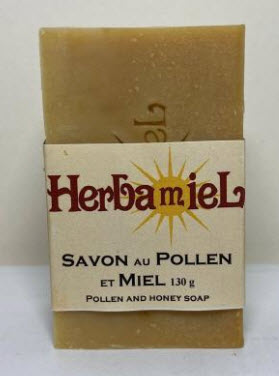 HerbamieL
SAVON AU POLLEN
ET MIEL 130 g
POLLEN AND HONEY SOAP